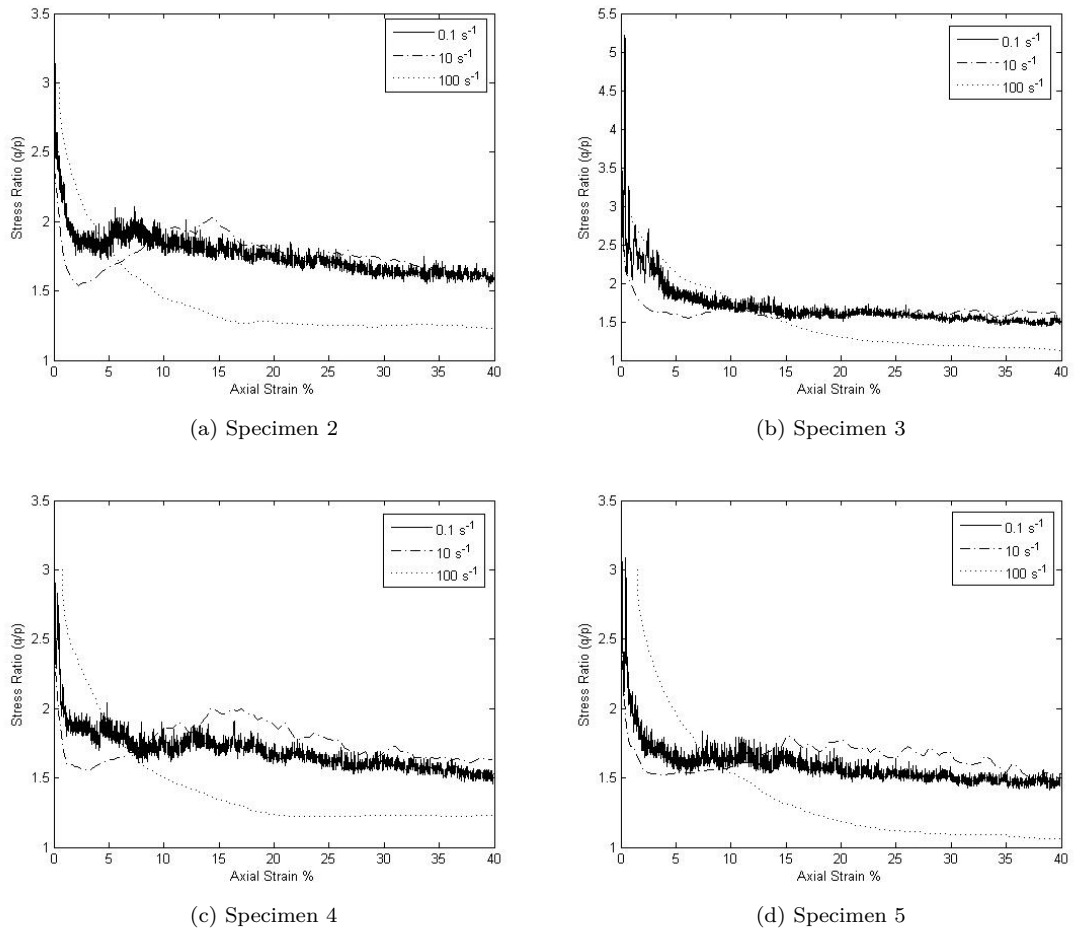 3.5
3
2.5
2
1.5
1
0 5 10 15 20 25 30 35 40
Stress Ratio (q/p)
Axial Strain %
0.1 s⁻¹
10 s⁻¹
100 s⁻¹
(a) Specimen 2
5.5
5
4.5
4
3.5
3
2.5
2
1.5
1
0 5 10 15 20 25 30 35 40
Stress Ratio (q/p)
Axial Strain %
0.1 s⁻¹
10 s⁻¹
100 s⁻¹
(b) Specimen 3
3.5
3
2.5
2
1.5
1
0 5 10 15 20 25 30 35 40
Stress Ratio (q/p)
Axial Strain %
0.1 s⁻¹
10 s⁻¹
100 s⁻¹
(c) Specimen 4
3.5
3
2.5
2
1.5
1
0 5 10 15 20 25 30 35 40
Stress Ratio (q/p)
Axial Strain %
0.1 s⁻¹
10 s⁻¹
100 s⁻¹
(d) Specimen 5